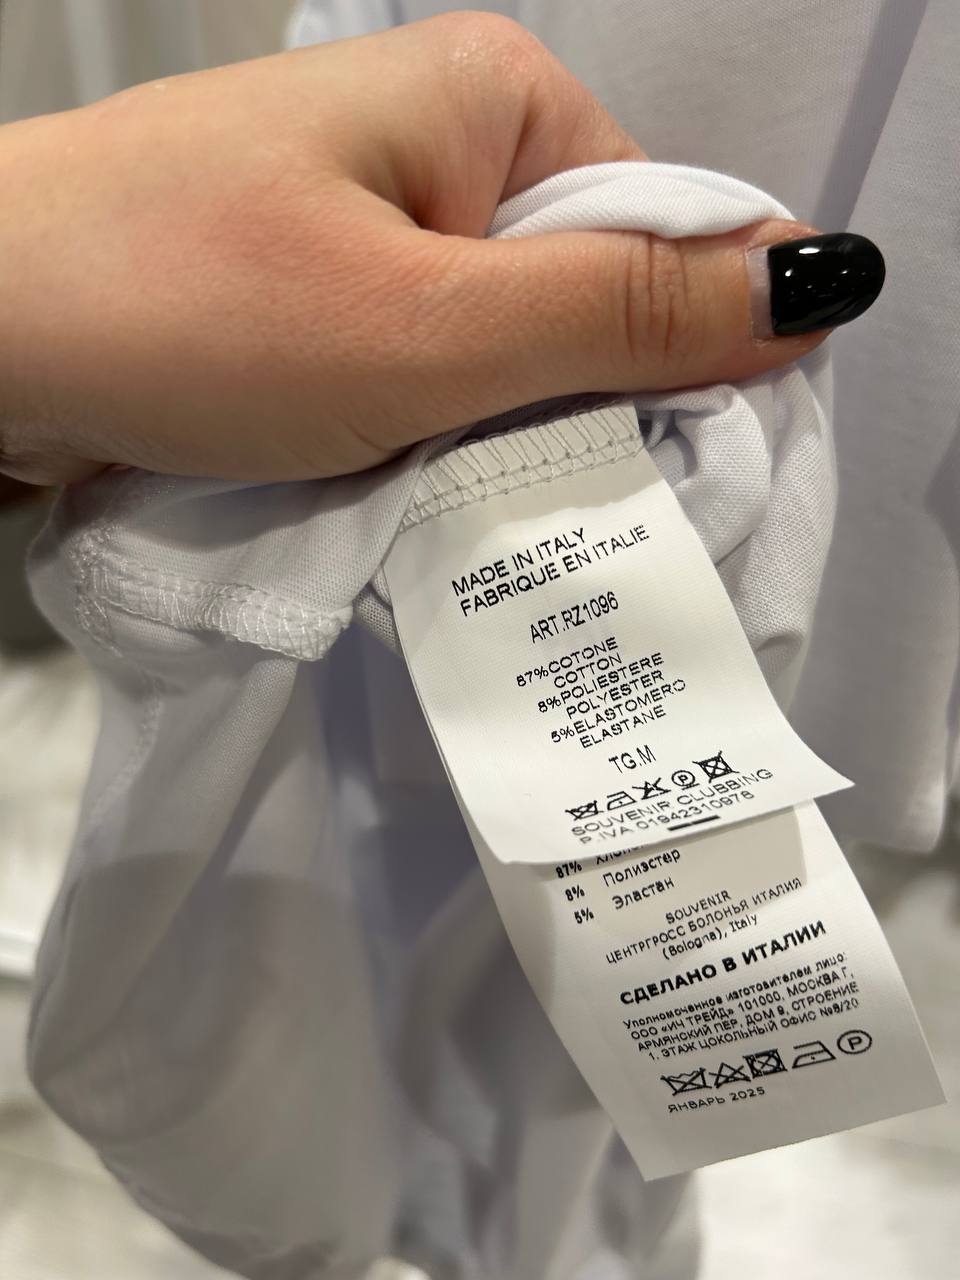 MADE IN ITALY
FABRIQUE EN ITALIE
ART.RZ1096
87%COTONE
COTTON
8%POLIESTERE
POLYESTER
5%ELASTOMERO
ELASTANE
TG.M
SOUVENIR CLUBBING
P.IVA 01942310978
87%
8% Полиэстер
5% Эластан
SOUVENIR
ЦЕНТРГРОСС БОЛОНЬЯ ИТАЛИЯ
(Bologna), Italy
СДЕЛАНО В ИТАЛИИ
Уполномоченное изготовителем лицо:
ООО «ИЧ ТРЕЙД» 101000, МОСКВА Г,
АРМЯНСКИЙ ПЕР, ДОМ 9, СТРОЕНИЕ
1, ЭТАЖ ЦОКОЛЬНЫЙ ОФИС №8/20
ЯНВАРЬ 2025